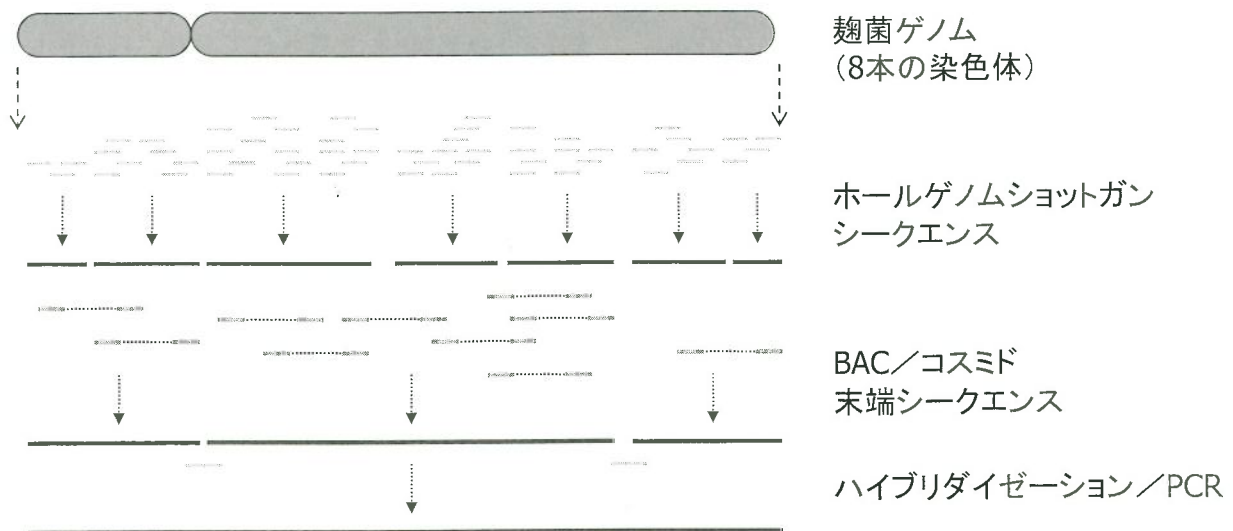 麹菌ゲノム
（8本の染色体）
ホールゲノムショットガン
シークエンス
BAC／コスミド
末端シークエンス
ハイブリダイゼーション／PCR